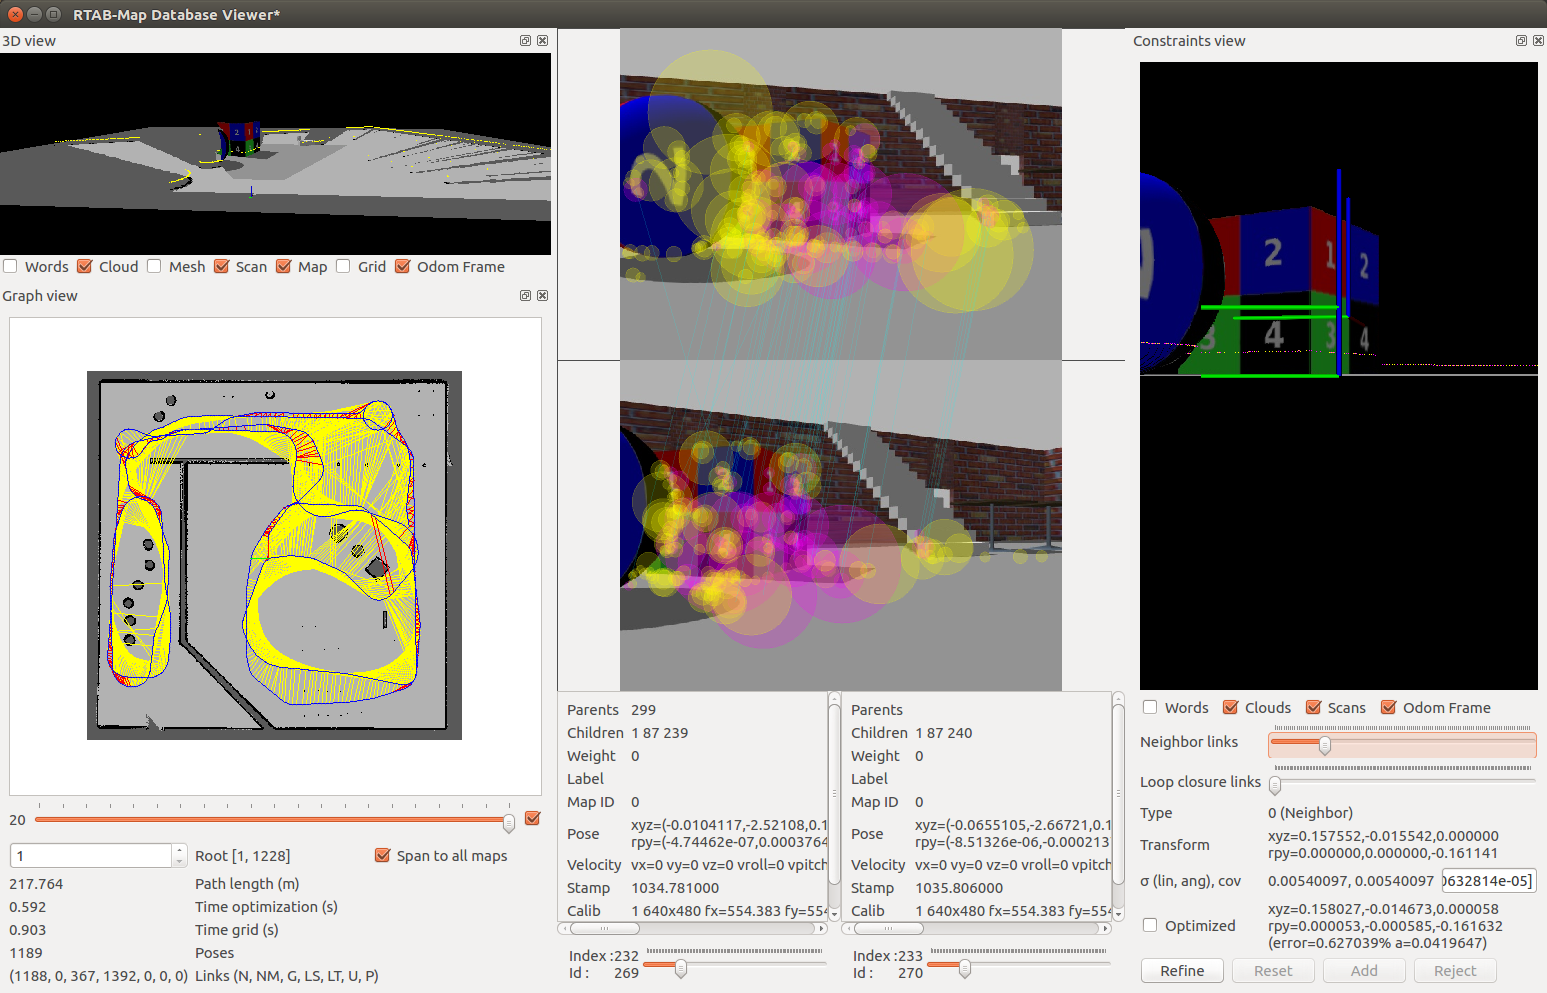 RTAB-Map Database Viewer*
3D view
Words Cloud Mesh Scan Map Grid Odom Frame
Graph view
20
1 Root [1, 1228] Span to all maps
217.764 Path length (m)
0.592 Time optimization (s)
0.903 Time grid (s)
1189 Poses
(1188, 0, 367, 1392, 0, 0, 0) Links (N, NM, G, LS, LT, U, P)
Parents 299
Children 1 87 239
Weight 0
Label
Map ID 0
Pose xyz=(-0.0104117,-2.52108,0.1
rpy=(-4.74462e-07,0.0003764
Velocity vx=0 vy=0 vz=0 vroll=0 vpitch
Stamp 1034.781000
Calib 1 640x480 fx=554.383 fy=554
Index :232
Id : 269
Parents
Children 1 87 240
Weight 0
Label
Map ID 0
Pose xyz=(-0.0655105,-2.66721,0.1
rpy=(-8.51326e-06,-0.000213
Velocity vx=0 vy=0 vz=0 vroll=0 vpitch
Stamp 1035.806000
Calib 1 640x480 fx=554.383 fy=554
Index :233
Id : 270
Constraints view
2 1 2
3 4 3 4
Words Clouds Scans Odom Frame
Neighbor links
Loop closure links
Type 0 (Neighbor)
Transform xyz=0.157552,-0.015542,0.000000
rpy=0.000000,0.000000,-0.161141
σ (lin, ang), cov 0.00540097, 0.00540097 0632814e-05]
Optimized xyz=0.158027,-0.014673,0.000058
rpy=0.000053,-0.000585,-0.161632
(error=0.627039% a=0.0419647)
Refine Reset Add Reject